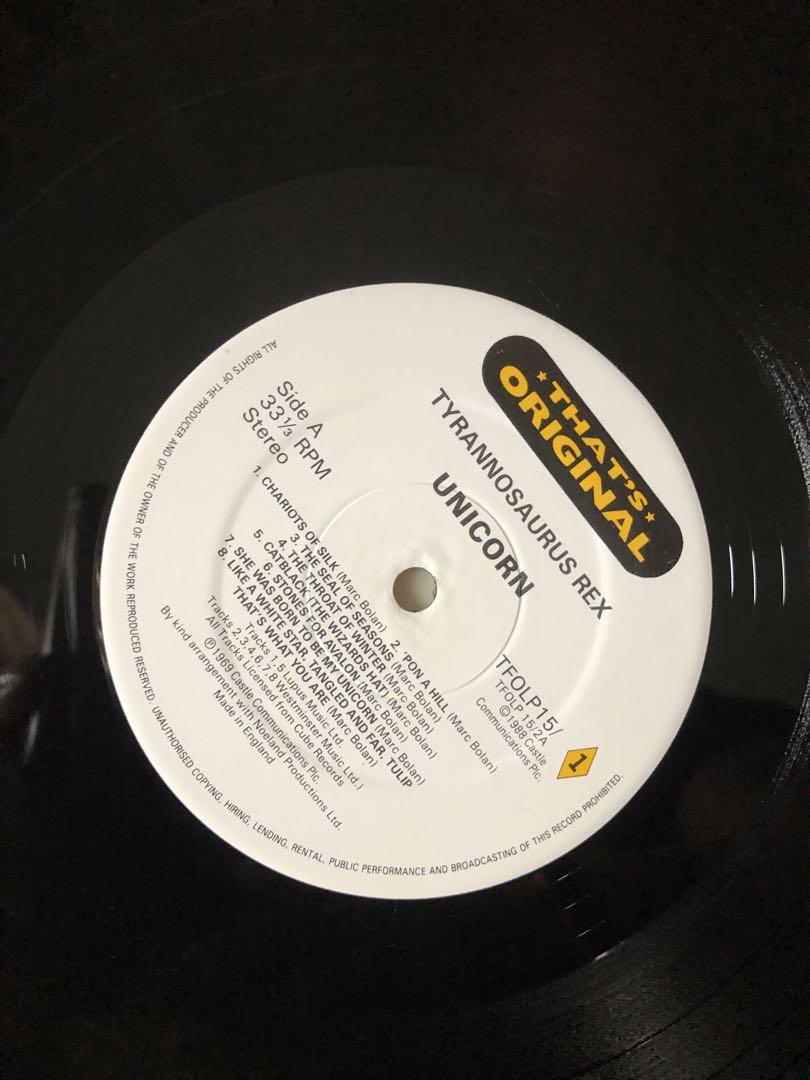 ★THAT'S★
ORIGINAL
TYRANNOSAURUS REX
UNICORN
Side A
33 1/3 RPM
Stereo
TFOLP15/
TFOLP 15/2A
Ⓒ1988 Castle
Communications Plc.
1
1. CHARIOTS OF SILK (Marc Bolan) 2. 'PON A HILL (Marc Bolan)
3. THE SEAL OF SEASONS (Marc Bolan)
4. THE THROAT OF WINTER (Marc Bolan)
5. CATBLACK (THE WIZARDS HAT) (Marc Bolan)
6. STONES FOR AVALON (Marc Bolan)
7. SHE WAS BORN TO BE MY UNICORN (Marc Bolan)
8. LIKE A WHITE STAR, TANGLED AND FAR, TULIP
THAT'S WHAT YOU ARE (Marc Bolan)
Tracks 1,5 Lupus Music Ltd.
Tracks 2,3,4,6,7,8 Westminster Music Ltd.)
All Tracks Licensed from Cube Records
Ⓟ1969 Castle Communications Plc.
By kind arrangement with Noeland Productions Ltd.
Made in England
ALL RIGHTS OF THE PRODUCER AND OF THE OWNER OF THE WORK REPRODUCED RESERVED. UNAUTHORISED COPYING, HIRING, LENDING, RENTAL, PUBLIC PERFORMANCE AND BROADCASTING OF THIS RECORD PROHIBITED.